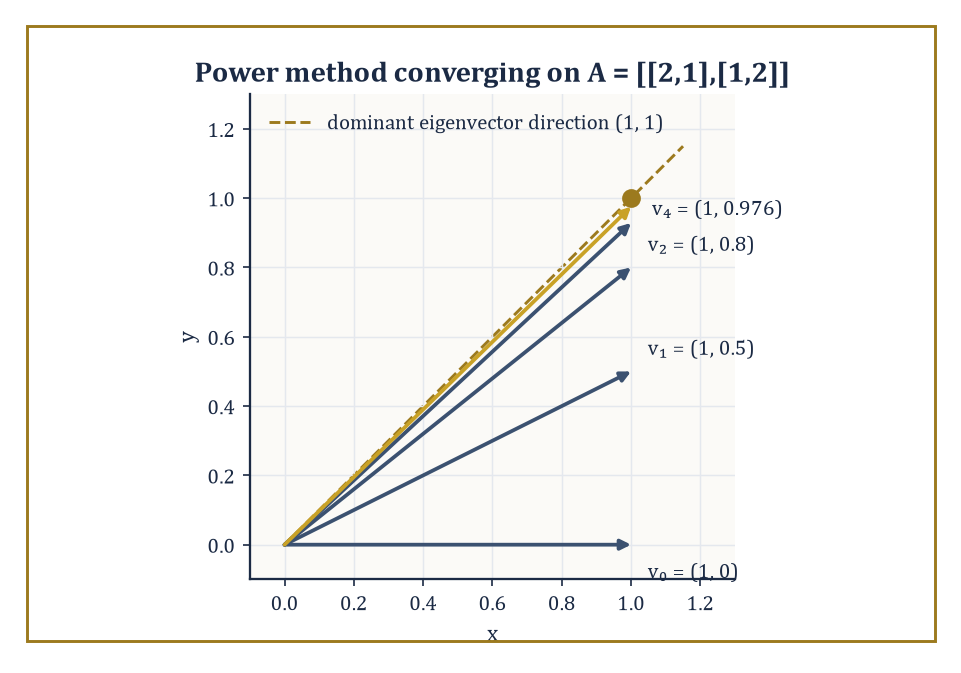 Power method converging on A = [[2,1],[1,2]]
dominant eigenvector direction (1, 1)
1.2
1.0
0.8
0.6
0.4
0.2
0.0
y
v₄ = (1, 0.976)
v₂ = (1, 0.8)
v₁ = (1, 0.5)
v₀ = (1, 0)
0.0 0.2 0.4 0.6 0.8 1.0 1.2
x